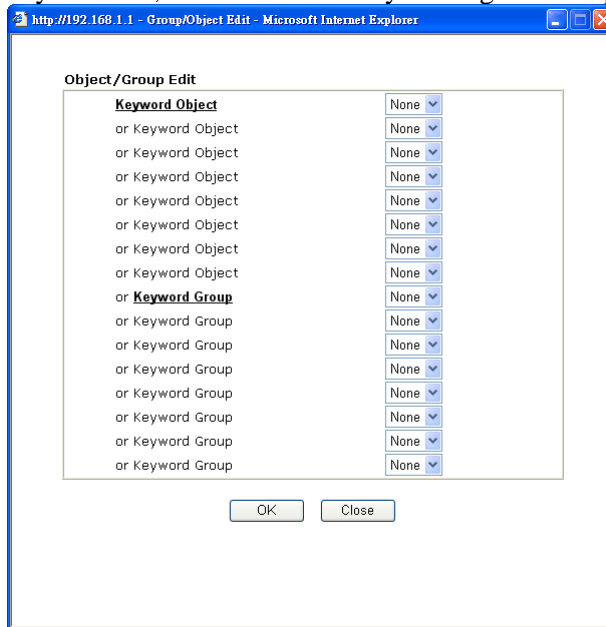 http://192.168.1.1 - Group/Object Edit - Microsoft Internet Explorer
Object/Group Edit
Keyword Object None
or Keyword Object None
or Keyword Object None
or Keyword Object None
or Keyword Object None
or Keyword Object None
or Keyword Object None
or Keyword Object None
or Keyword Group None
or Keyword Group None
or Keyword Group None
or Keyword Group None
or Keyword Group None
or Keyword Group None
or Keyword Group None
or Keyword Group None
OK Close